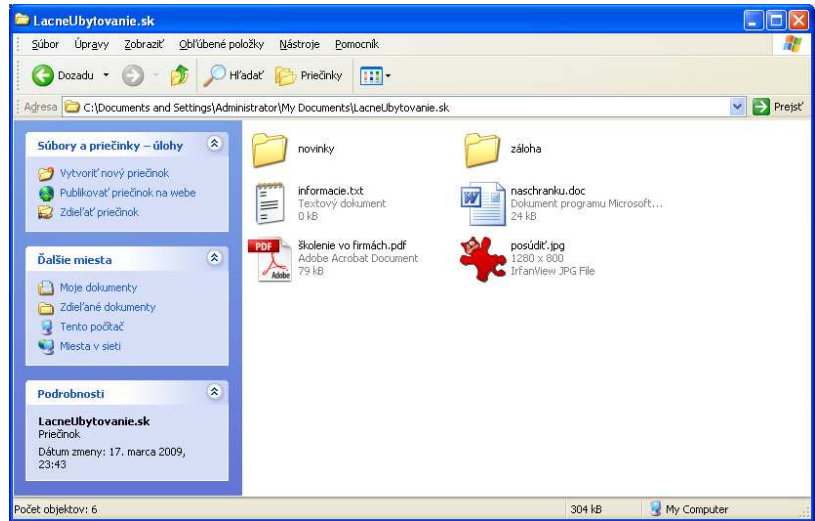 LacneUbytovanie.sk
Súbor Úpravy Zobraziť Obľúbené položky Nástroje Pomocník
Dozadu Hľadať Priečinky
Adresa C:\Documents and Settings\Administrator\My Documents\LacneUbytovanie.sk Prejsť
Súbory a priečinky – úlohy
Vytvoriť nový priečinok
Publikovať priečinok na webe
Zdieľať priečinok
Ďalšie miesta
Moje dokumenty
Zdieľané dokumenty
Tento počítač
Miesta v sieti
Podrobnosti
LacneUbytovanie.sk
Priečinok
Dátum zmeny: 17. marca 2009,
23:43
novinky
záloha
informacie.txt
Textový dokument
0 kB
naschranku.doc
Dokument programu Microsoft...
24 kB
PDF
Adobe
školenie vo firmách.pdf
Adobe Acrobat Document
79 kB
posúdiť.jpg
1280 x 800
IrfanView JPG File
Počet objektov: 6 304 kB My Computer